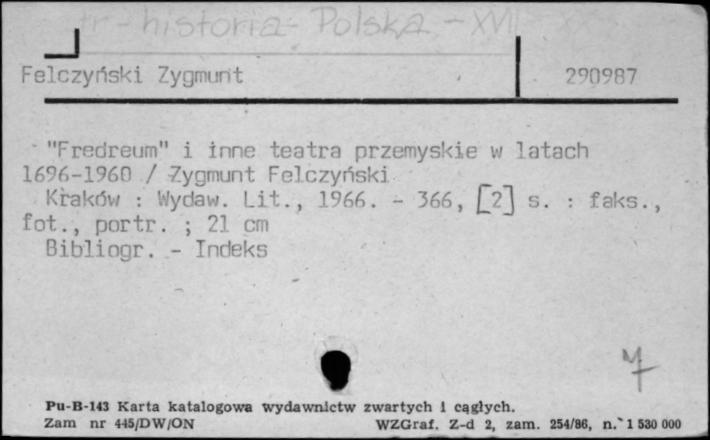 tr - historia - Polska - XVII
Felczyński Zygmunt 290987
"Fredreum" i inne teatra przemyskie w latach
1696-1960 / Zygmunt Felczyński
Kraków : Wydaw. Lit., 1966. - 366, [2] s. : faks.,
fot., portr. ; 21 cm
Bibliogr. - Indeks
Pu-B-143 Karta katalogowa wydawnictw zwartych i ciągłych.
Zam nr 445/DW/ON WZGraf. Z-d 2, zam. 254/86, n. 1 530 000